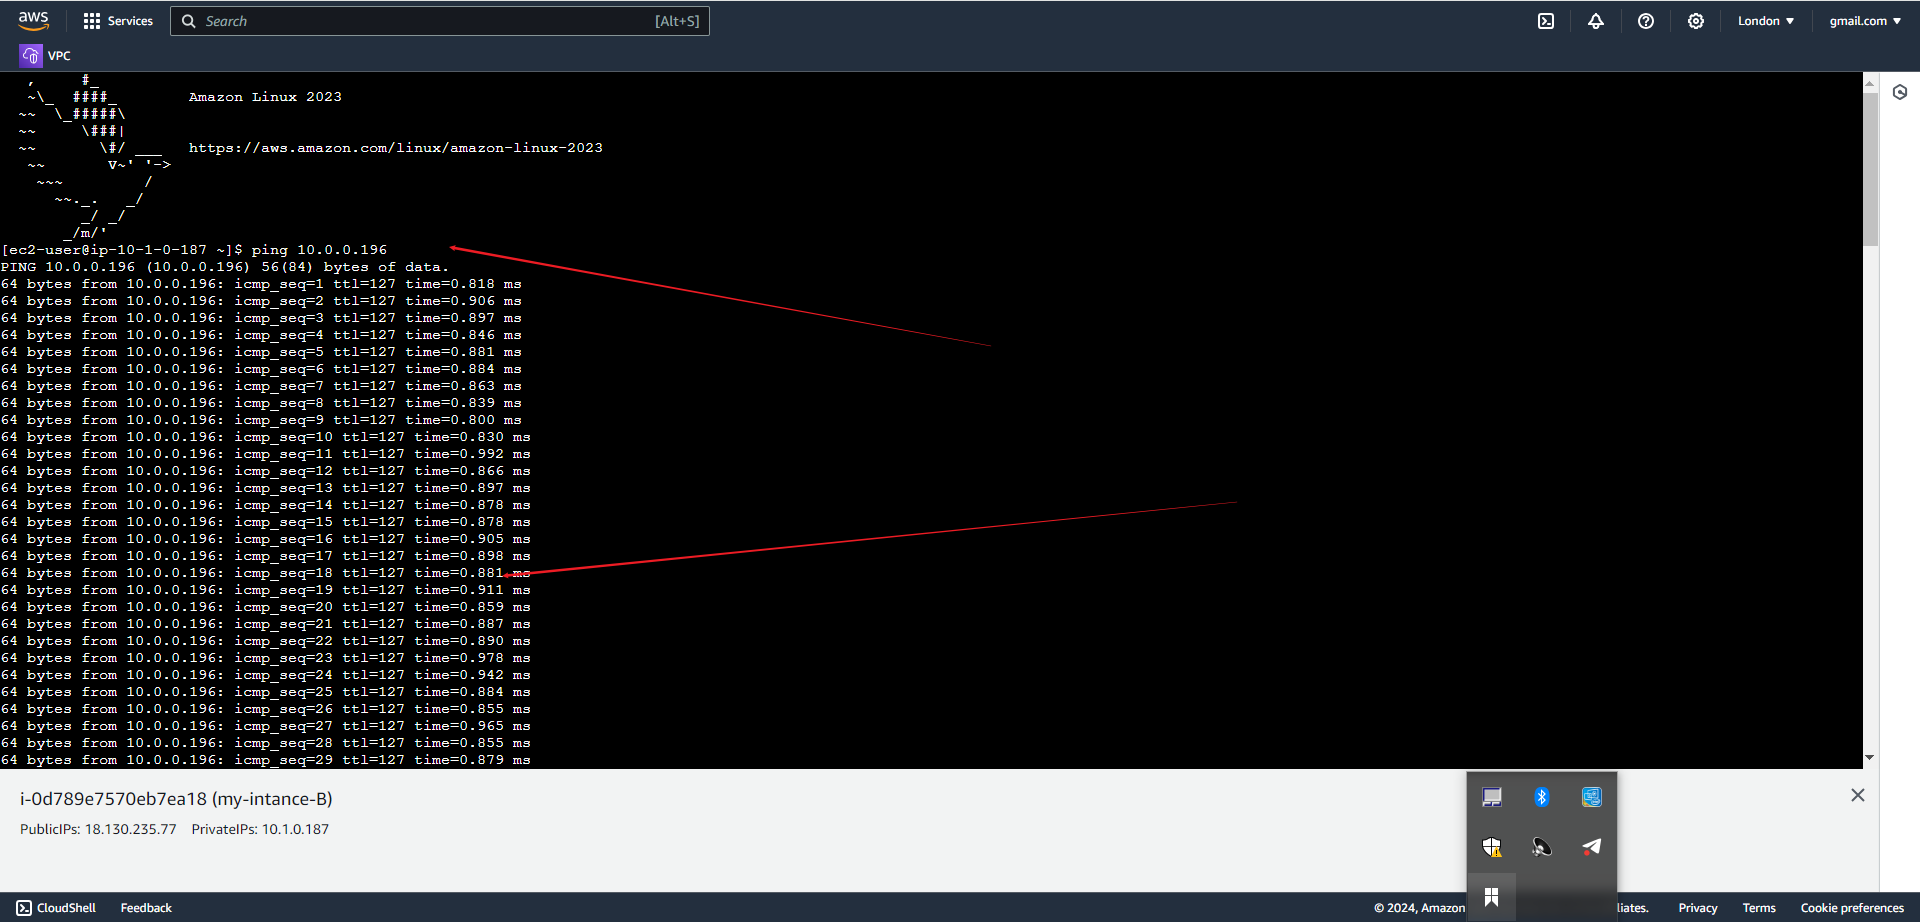 aws
Services
Search [Alt+S]
London
gmail.com
VPC
   ,     #_
   ~\_  ####_        Amazon Linux 2023
  ~~  \_#####\
  ~~     \###|
  ~~       \#/ ___   https://aws.amazon.com/linux/amazon-linux-2023
   ~~       V~' '->
    ~~~         /
      ~~._.   _/
         _/ _/
       _/m/'
[ec2-user@ip-10-1-0-187 ~]$ ping 10.0.0.196
PING 10.0.0.196 (10.0.0.196) 56(84) bytes of data.
64 bytes from 10.0.0.196: icmp_seq=1 ttl=127 time=0.818 ms
64 bytes from 10.0.0.196: icmp_seq=2 ttl=127 time=0.906 ms
64 bytes from 10.0.0.196: icmp_seq=3 ttl=127 time=0.897 ms
64 bytes from 10.0.0.196: icmp_seq=4 ttl=127 time=0.846 ms
64 bytes from 10.0.0.196: icmp_seq=5 ttl=127 time=0.881 ms
64 bytes from 10.0.0.196: icmp_seq=6 ttl=127 time=0.884 ms
64 bytes from 10.0.0.196: icmp_seq=7 ttl=127 time=0.863 ms
64 bytes from 10.0.0.196: icmp_seq=8 ttl=127 time=0.839 ms
64 bytes from 10.0.0.196: icmp_seq=9 ttl=127 time=0.800 ms
64 bytes from 10.0.0.196: icmp_seq=10 ttl=127 time=0.830 ms
64 bytes from 10.0.0.196: icmp_seq=11 ttl=127 time=0.992 ms
64 bytes from 10.0.0.196: icmp_seq=12 ttl=127 time=0.866 ms
64 bytes from 10.0.0.196: icmp_seq=13 ttl=127 time=0.897 ms
64 bytes from 10.0.0.196: icmp_seq=14 ttl=127 time=0.878 ms
64 bytes from 10.0.0.196: icmp_seq=15 ttl=127 time=0.878 ms
64 bytes from 10.0.0.196: icmp_seq=16 ttl=127 time=0.905 ms
64 bytes from 10.0.0.196: icmp_seq=17 ttl=127 time=0.898 ms
64 bytes from 10.0.0.196: icmp_seq=18 ttl=127 time=0.881 ms
64 bytes from 10.0.0.196: icmp_seq=19 ttl=127 time=0.911 ms
64 bytes from 10.0.0.196: icmp_seq=20 ttl=127 time=0.859 ms
64 bytes from 10.0.0.196: icmp_seq=21 ttl=127 time=0.887 ms
64 bytes from 10.0.0.196: icmp_seq=22 ttl=127 time=0.890 ms
64 bytes from 10.0.0.196: icmp_seq=23 ttl=127 time=0.978 ms
64 bytes from 10.0.0.196: icmp_seq=24 ttl=127 time=0.942 ms
64 bytes from 10.0.0.196: icmp_seq=25 ttl=127 time=0.884 ms
64 bytes from 10.0.0.196: icmp_seq=26 ttl=127 time=0.855 ms
64 bytes from 10.0.0.196: icmp_seq=27 ttl=127 time=0.965 ms
64 bytes from 10.0.0.196: icmp_seq=28 ttl=127 time=0.855 ms
64 bytes from 10.0.0.196: icmp_seq=29 ttl=127 time=0.879 ms
i-0d789e7570eb7ea18 (my-intance-B)
PublicIPs: 18.130.235.77 PrivateIPs: 10.1.0.187
CloudShell Feedback © 2024, Amazon liates. Privacy Terms Cookie preferences